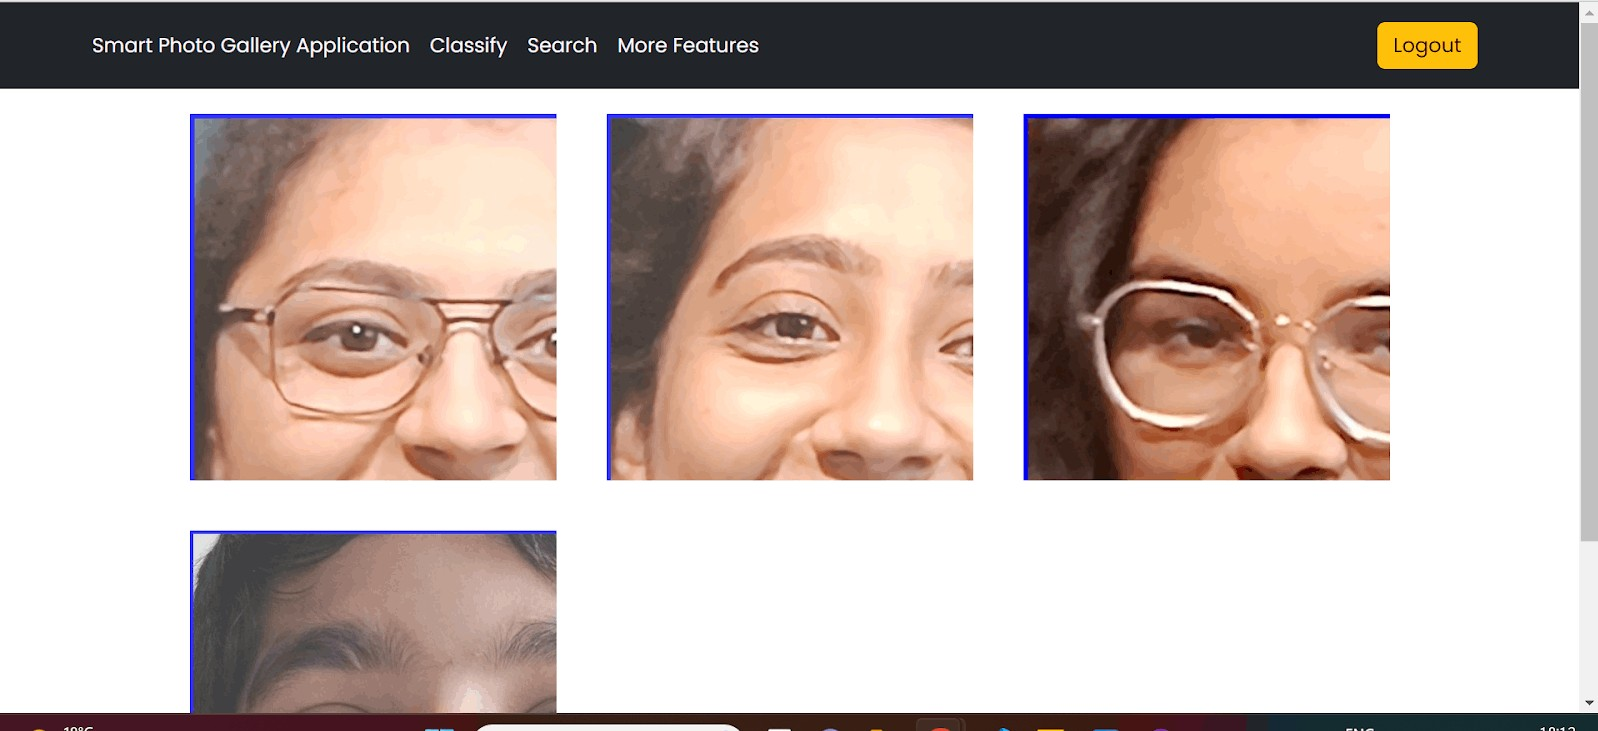 Smart Photo Gallery Application Classify Search More Features Logout